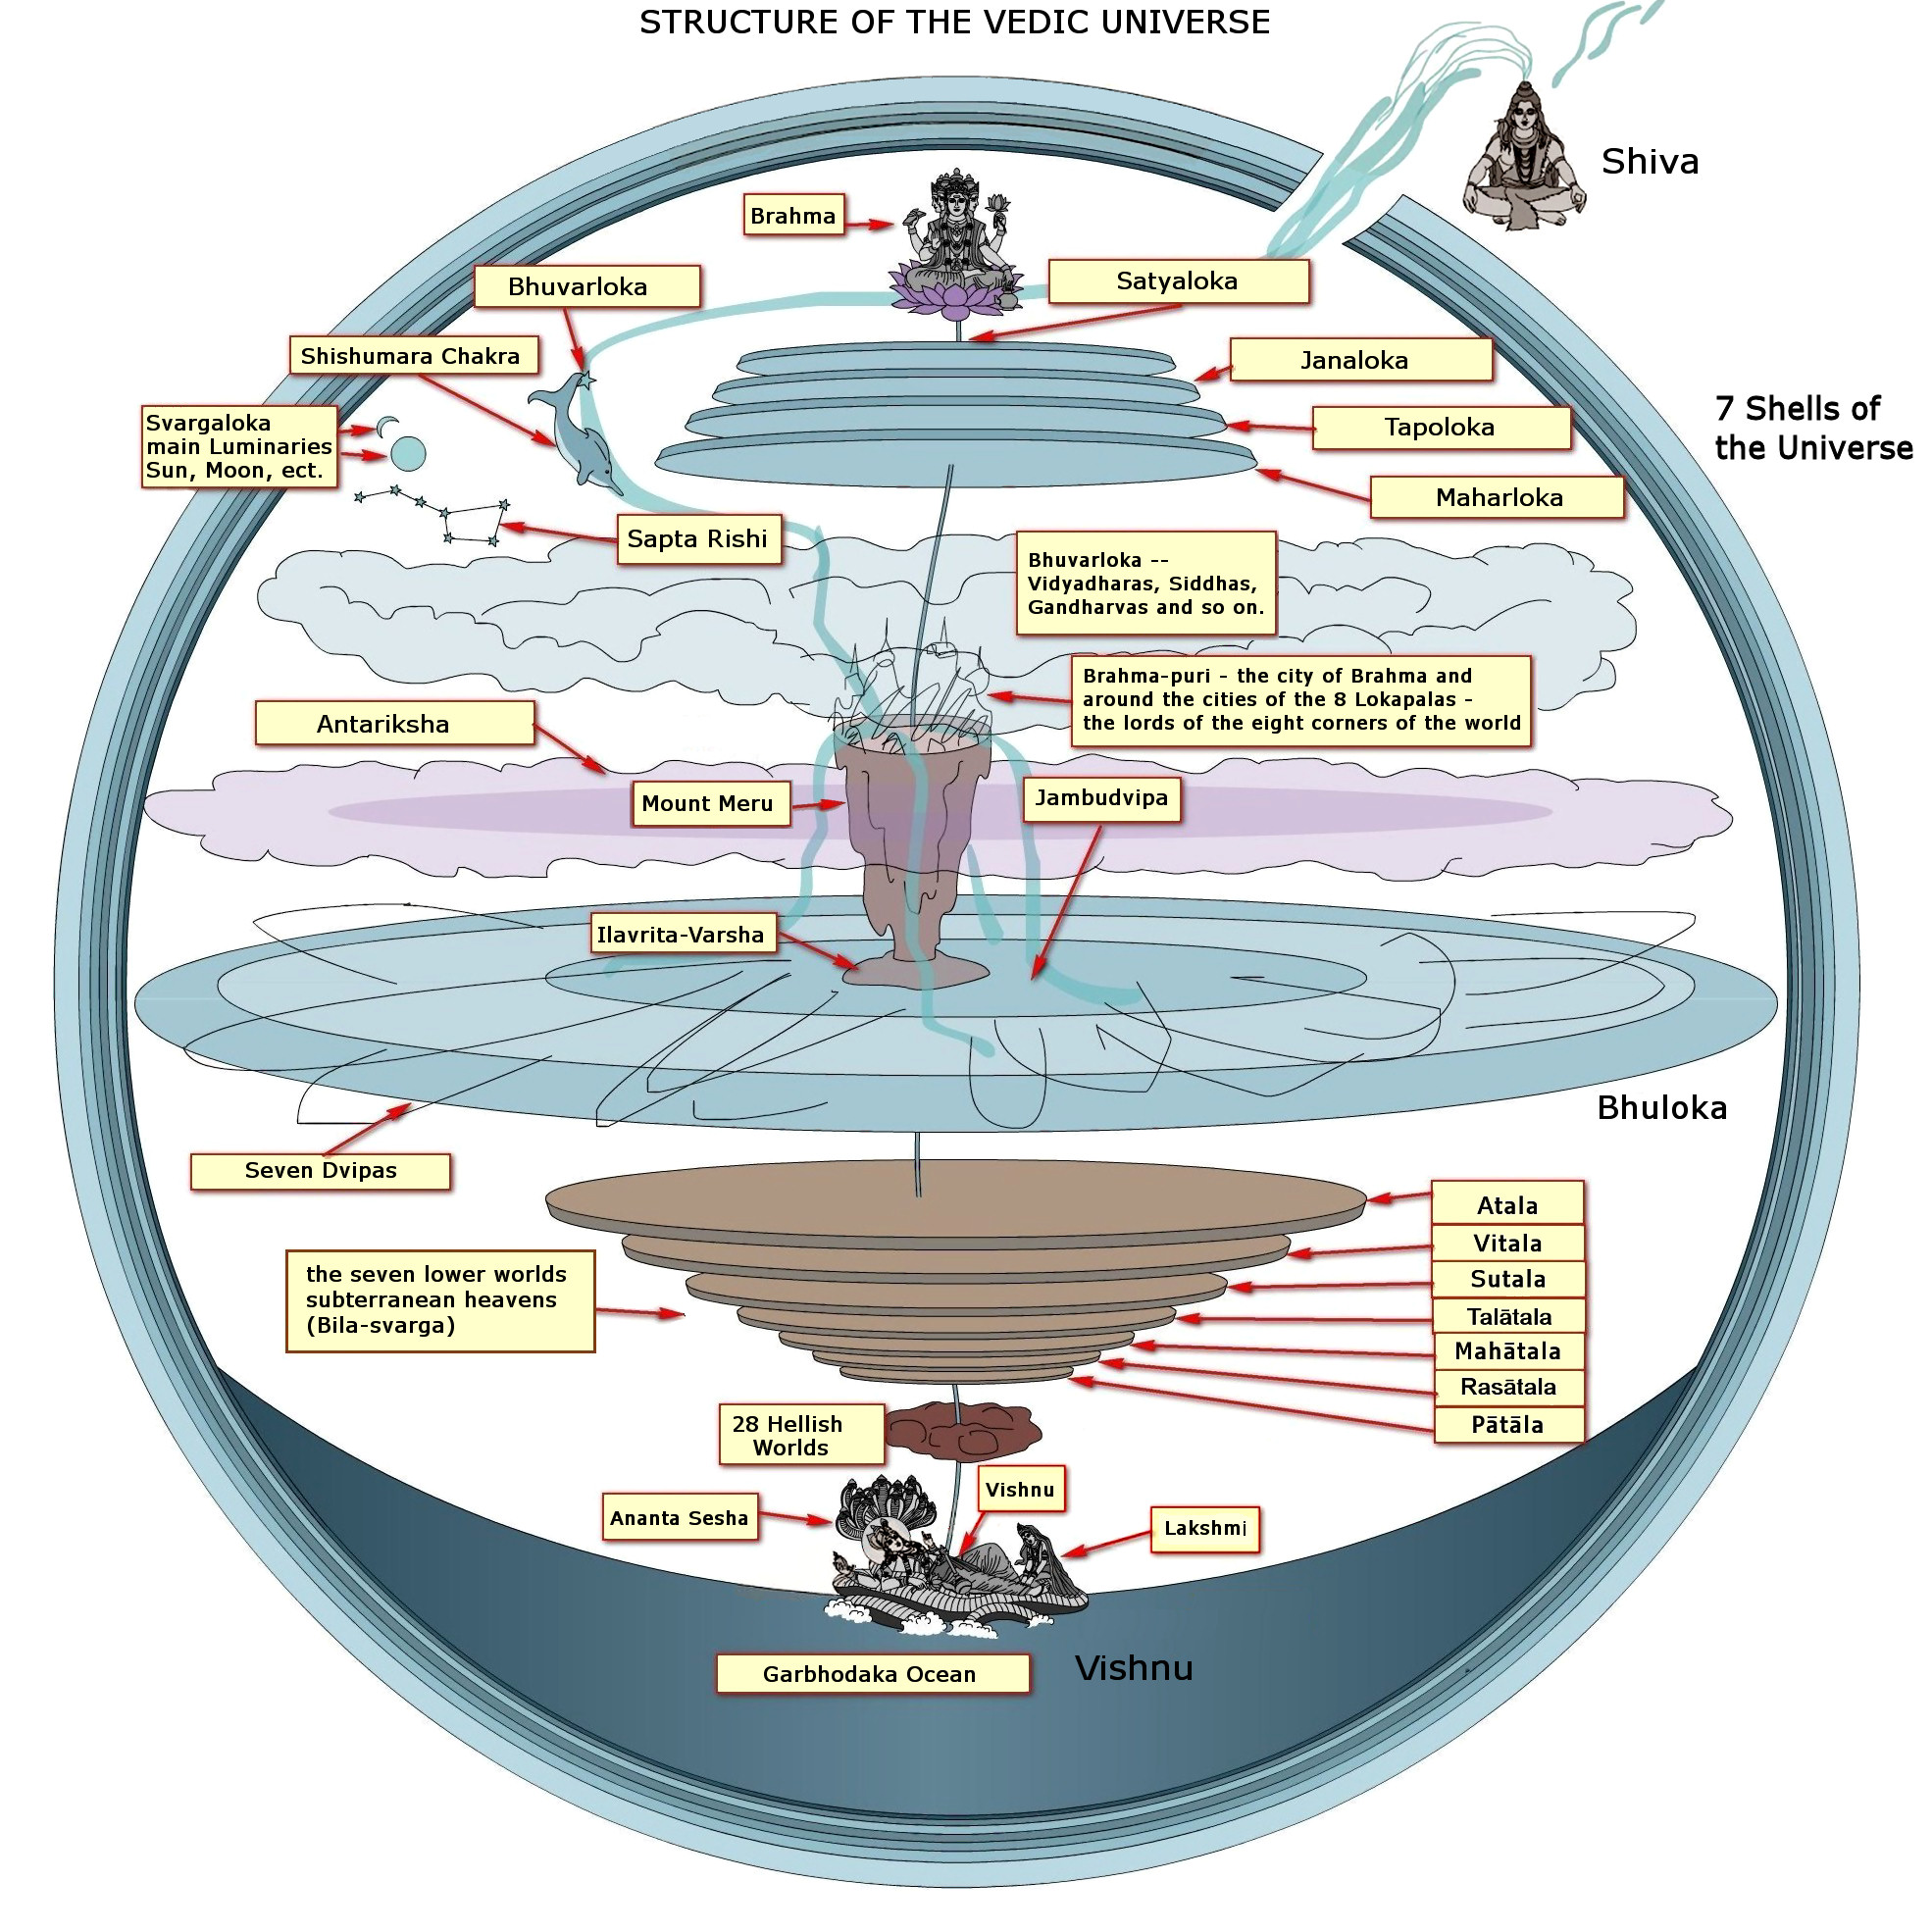 STRUCTURE OF THE VEDIC UNIVERSE
Shiva
Brahma
Satyaloka
Bhuvarloka
Shishumara Chakra
Janaloka
Svargaloka
main Luminaries
Sun, Moon, ect.
Tapoloka
7 Shells of
the Universe
Maharloka
Sapta Rishi
Bhuvarloka --
Vidyadharas, Siddhas,
Gandharvas and so on.
Brahma-puri - the city of Brahma and
around the cities of the 8 Lokapalas -
the lords of the eight corners of the world
Antariksha
Mount Meru
Jambudvipa
Ilavrita-Varsha
Bhuloka
Seven Dvipas
Atala
Vitala
Sutala
Talātala
Mahātala
Rasātala
Pātāla
the seven lower worlds
subterranean heavens
(Bila-svarga)
28 Hellish
Worlds
Vishnu
Ananta Sesha
Lakshmi
Garbhodaka Ocean
Vishnu